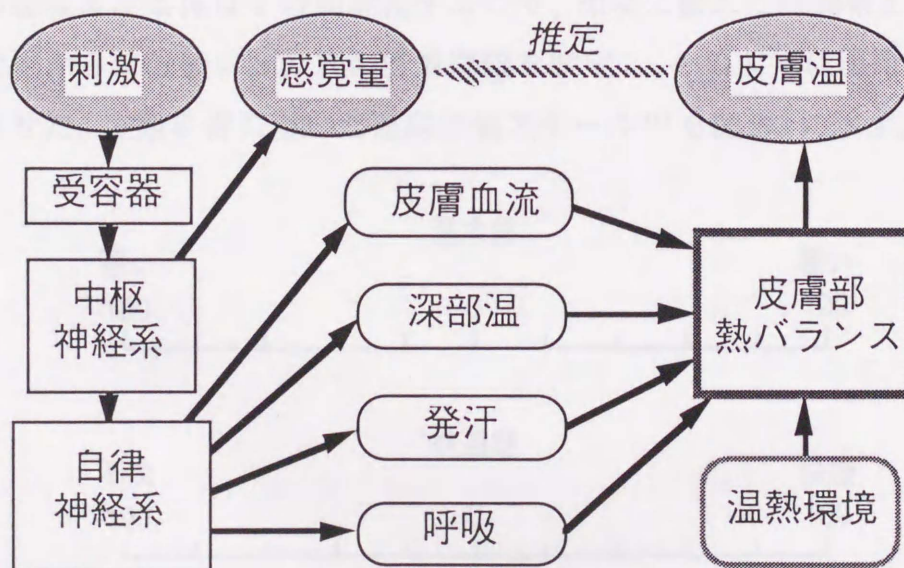 推定
刺激
感覚量
皮膚温
受容器
皮膚血流
中枢
神経系
深部温
皮膚部
熱バランス
発汗
自律
神経系
温熱環境
呼吸